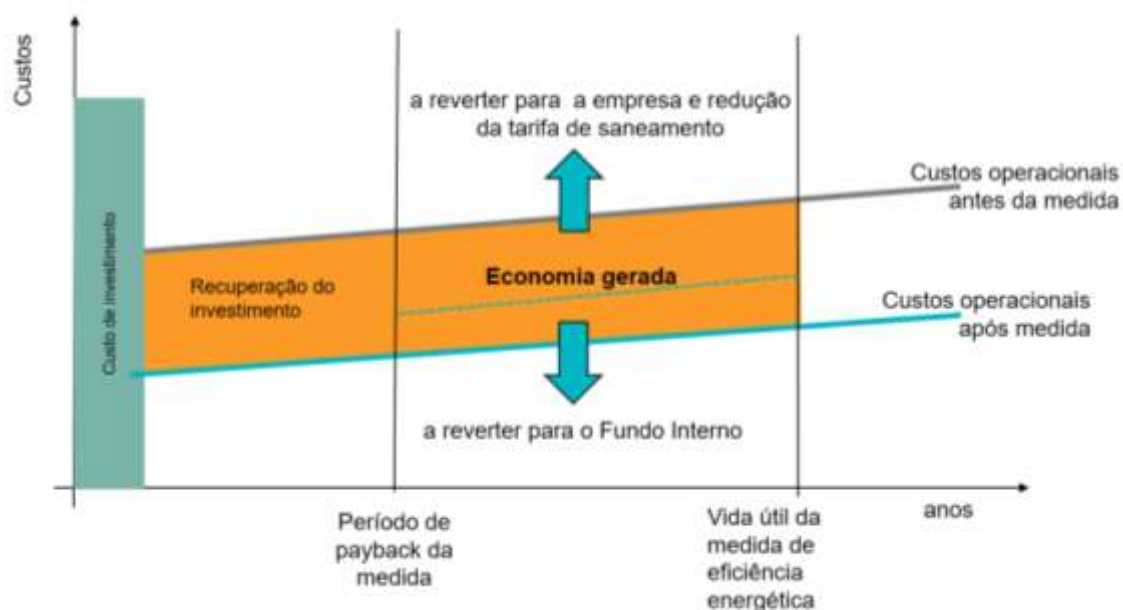 Custos
a reverter para a empresa e redução
da tarifa de saneamento
Custos operacionais
antes da medida
Custo de investimento
Recuperação do
investimento
Economia gerada
Custos operacionais
após medida
a reverter para o Fundo Interno
anos
Período de
payback da
medida
Vida útil da
medida de
eficiência
energética